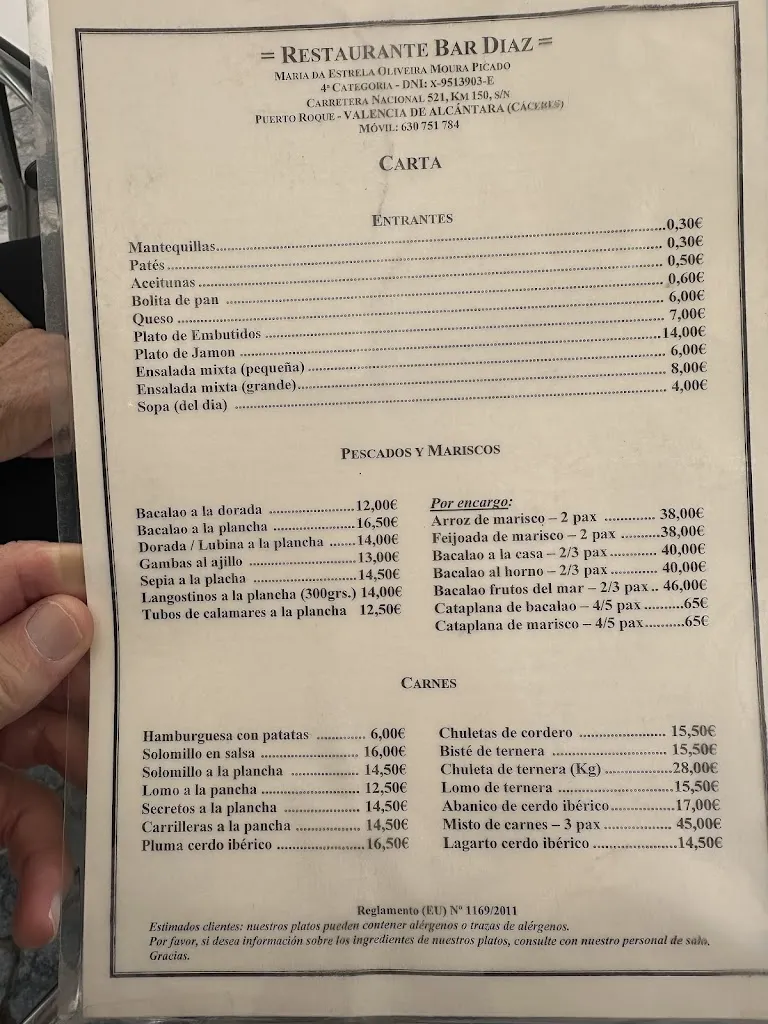 = RESTAURANTE BAR DIAZ =
MARIA DA ESTRELA OLIVEIRA MOURA PICADO
4ª CATEGORIA - DNI: X-9513903-E
CARRETERA NACIONAL 521, KM 150, S/N
PUERTO ROQUE - VALENCIA DE ALCÁNTARA (CÁCERES)
MÓVIL: 630 751 784
CARTA
ENTRANTES
Mantequillas 0,30€
Patés 0,30€
Aceitunas 0,50€
Bolita de pan 0,60€
Queso 6,00€
Plato de Embutidos 7,00€
Plato de Jamon 14,00€
Ensalada mixta (pequeña) 6,00€
Ensalada mixta (grande) 8,00€
Sopa (del dia) 4,00€
PESCADOS Y MARISCOS
Bacalao a la dorada 12,00€
Bacalao a la plancha 16,50€
Dorada / Lubina a la plancha 14,00€
Gambas al ajillo 13,00€
Sepia a la placha 14,50€
Langostinos a la plancha (300grs.) 14,00€
Tubos de calamares a la plancha 12,50€
Por encargo:
Arroz de marisco – 2 pax 38,00€
Feijoada de marisco – 2 pax 38,00€
Bacalao a la casa – 2/3 pax 40,00€
Bacalao al horno – 2/3 pax 40,00€
Bacalao frutos del mar – 2/3 pax 46,00€
Cataplana de bacalao – 4/5 pax 65€
Cataplana de marisco – 4/5 pax 65€
CARNES
Hamburguesa con patatas 6,00€
Solomillo en salsa 16,00€
Solomillo a la plancha 14,50€
Lomo a la pancha 12,50€
Secretos a la plancha 14,50€
Carrilleras a la pancha 14,50€
Pluma cerdo ibérico 16,50€
Chuletas de cordero 15,50€
Bisté de ternera 15,50€
Chuleta de ternera (Kg) 28,00€
Lomo de ternera 15,50€
Abanico de cerdo ibérico 17,00€
Misto de carnes – 3 pax 45,00€
Lagarto cerdo ibérico 14,50€
Reglamento (EU) Nº 1169/2011
Estimados clientes: nuestros platos pueden contener alérgenos o trazas de alérgenos.
Por favor, si desea información sobre los ingredientes de nuestros platos, consulte con nuestro personal de sala.
Gracias.